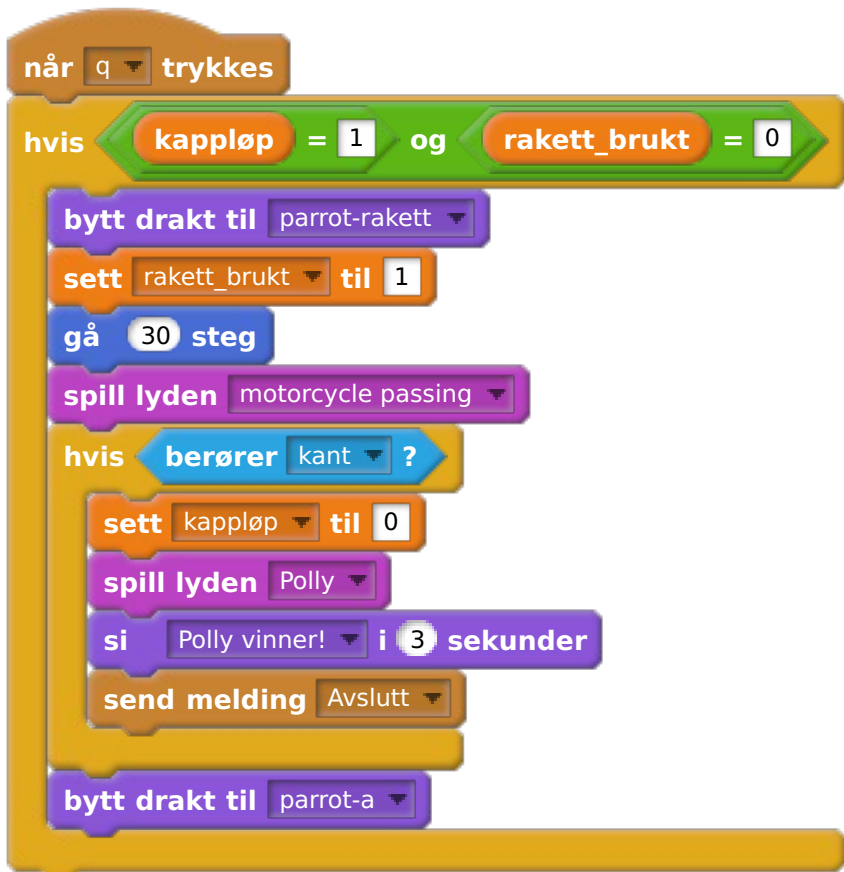 når q trykkes
hvis kappløp = 1 og rakett_brukt = 0
bytt drakt til parrot-rakett
sett rakett_brukt til 1
gå 30 steg
spill lyden motorcycle passing
hvis berører kant ?
sett kappløp til 0
spill lyden Polly
si Polly vinner! i 3 sekunder
send melding Avslutt
bytt drakt til parrot-a